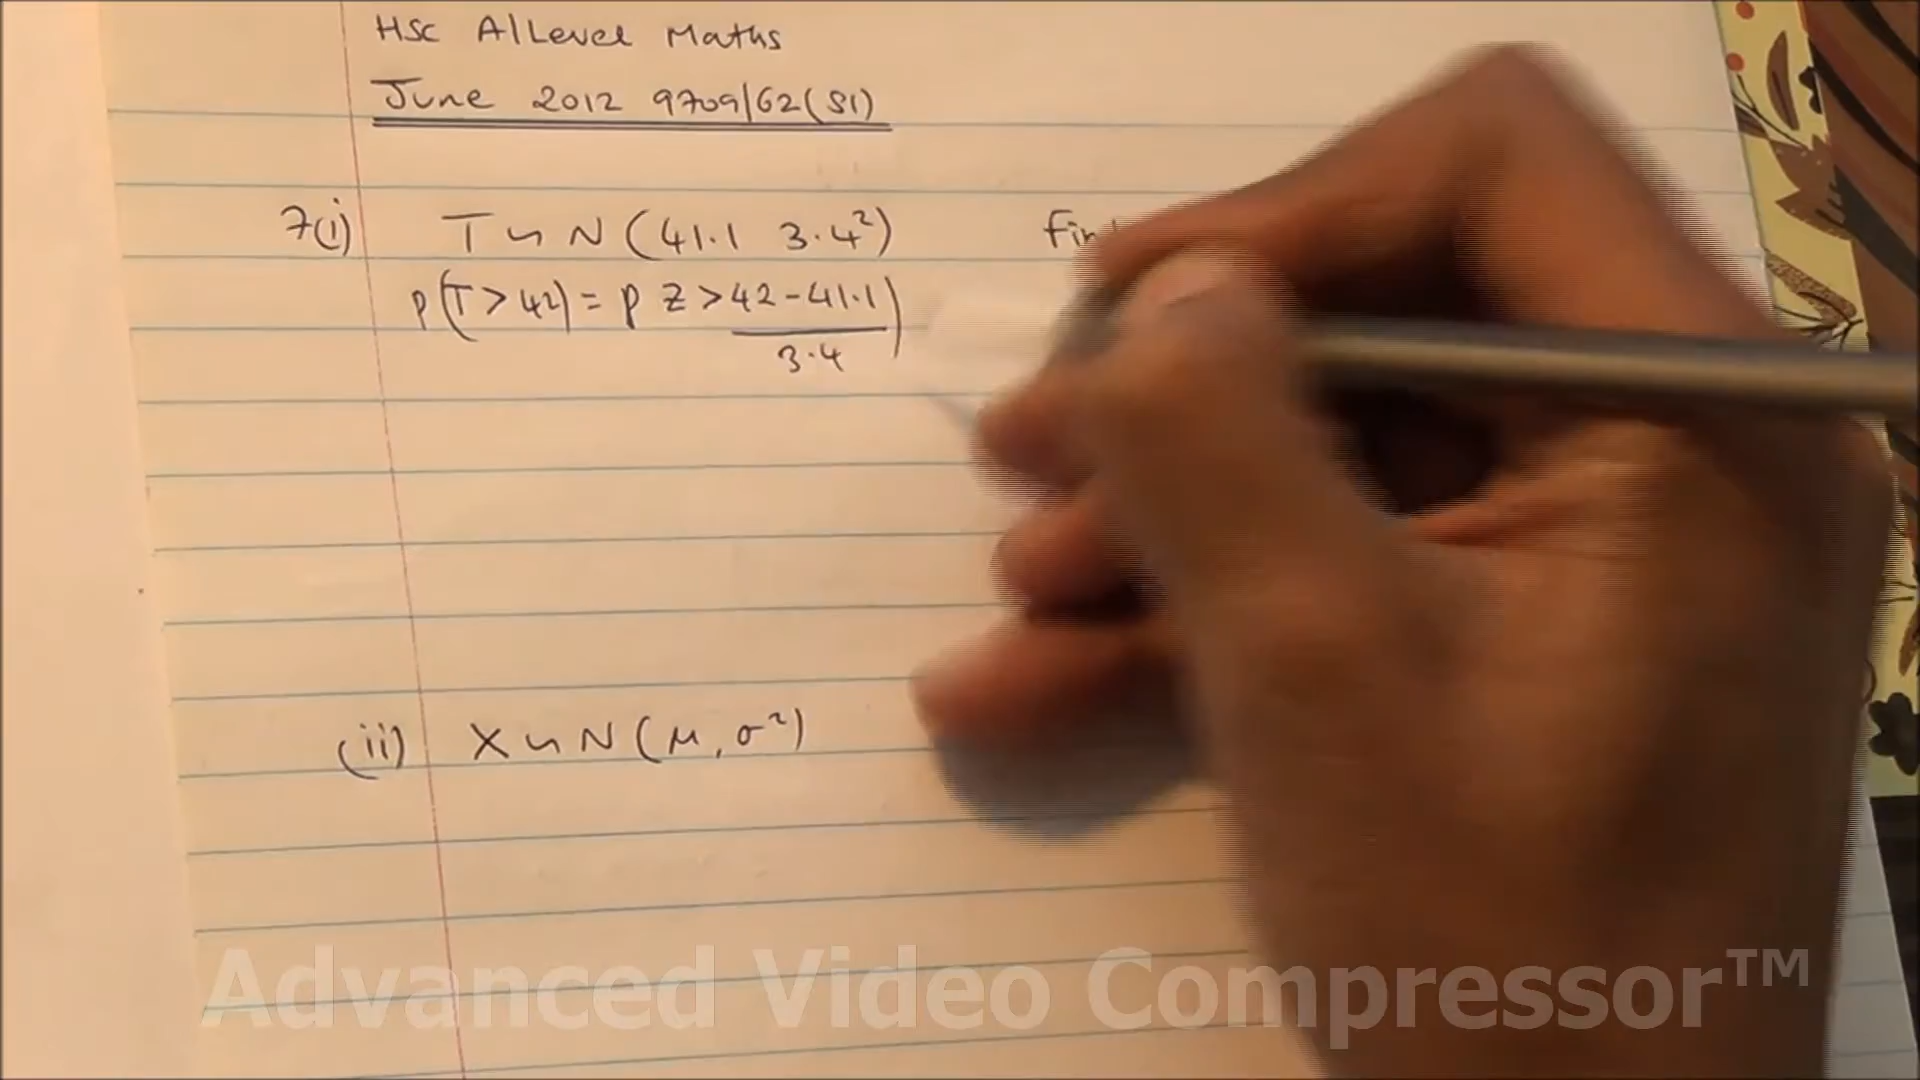 HSC A/Level Maths
June 2012 9709/62(S1)
7(i) T ~ N (41.1 3.4²)
P(T > 42) = P Z > 42 - 41.1)
3.4
(ii) X ~ N (μ, σ²)
Advanced Video Compressor™